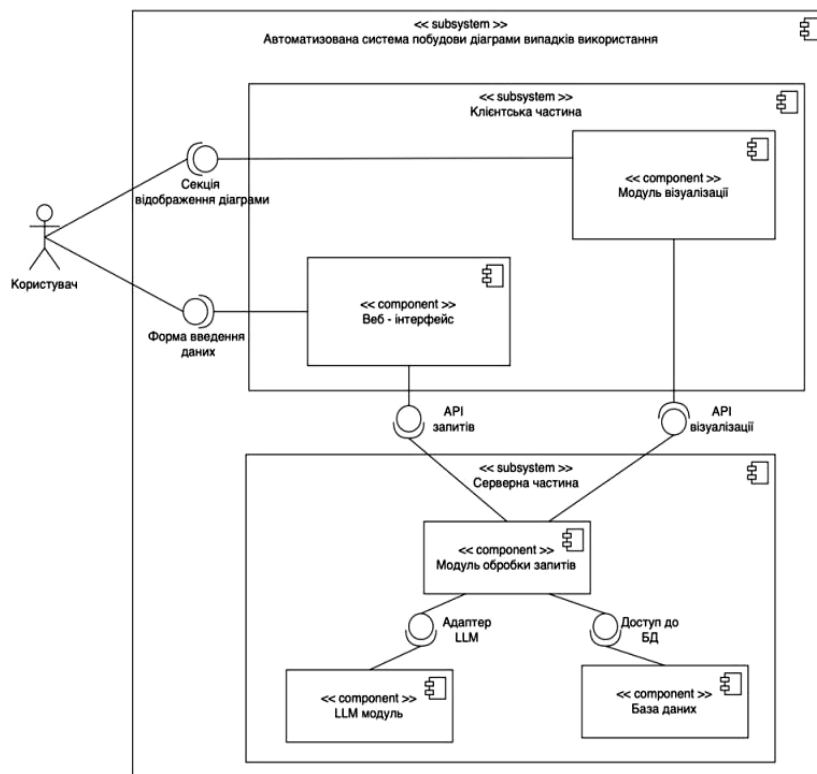 << subsystem >>
Автоматизована система побудови діаграми випадків використання
<< subsystem >>
Клієнтська частина
<< component >>
Модуль візуалізації
Секція
відображення діаграми
Користувач
<< component >>
Веб - інтерфейс
Форма введення
даних
API
запитів
API
візуалізації
<< subsystem >>
Серверна частина
<< component >>
Модуль обробки запитів
Адаптер
LLM
Доступ до
БД
<< component >>
LLM модуль
<< component >>
База даних